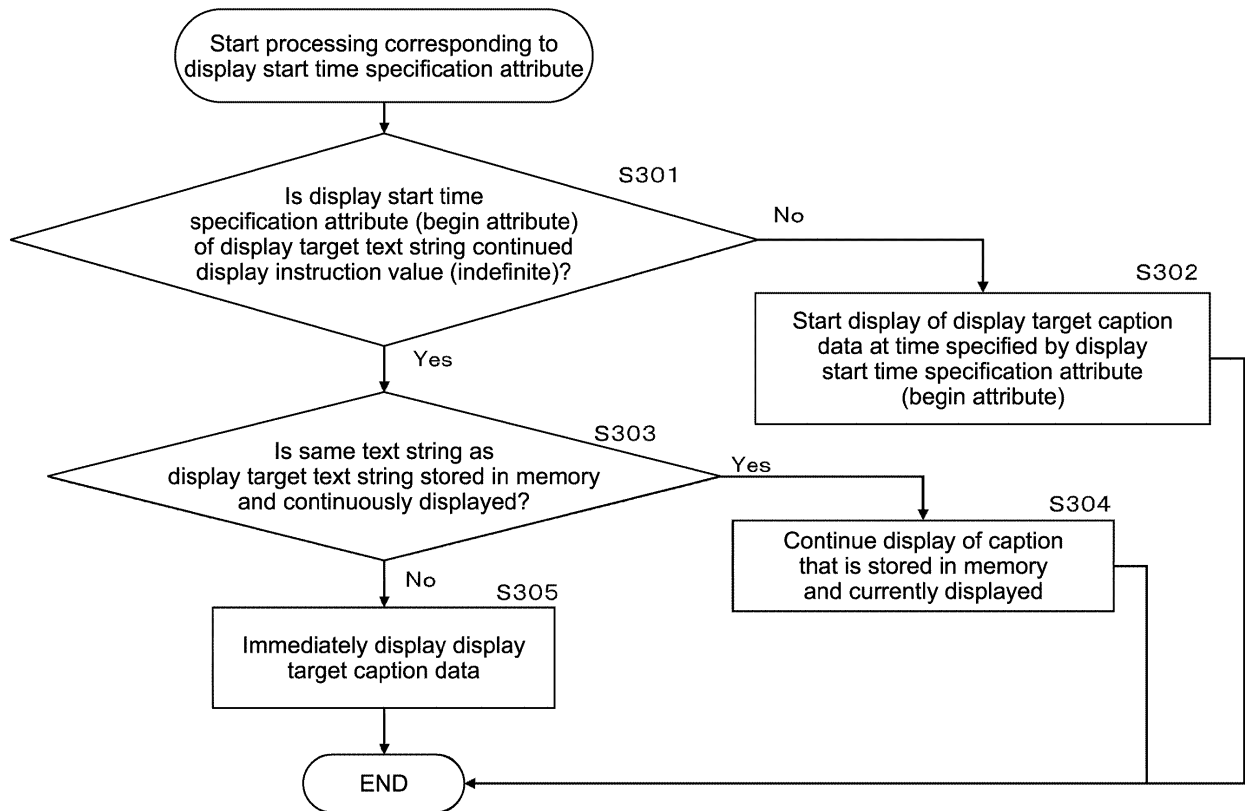 Start processing corresponding to
display start time specification attribute
S301
Is display start time
specification attribute (begin attribute)
of display target text string continued
display instruction value (indefinite)?
No
S302
Start display of display target caption
data at time specified by display
start time specification attribute
(begin attribute)
Yes
S303
Is same text string as
display target text string stored in memory
and continuously displayed?
Yes
S304
Continue display of caption
that is stored in memory
and currently displayed
No
S305
Immediately display display
target caption data
END